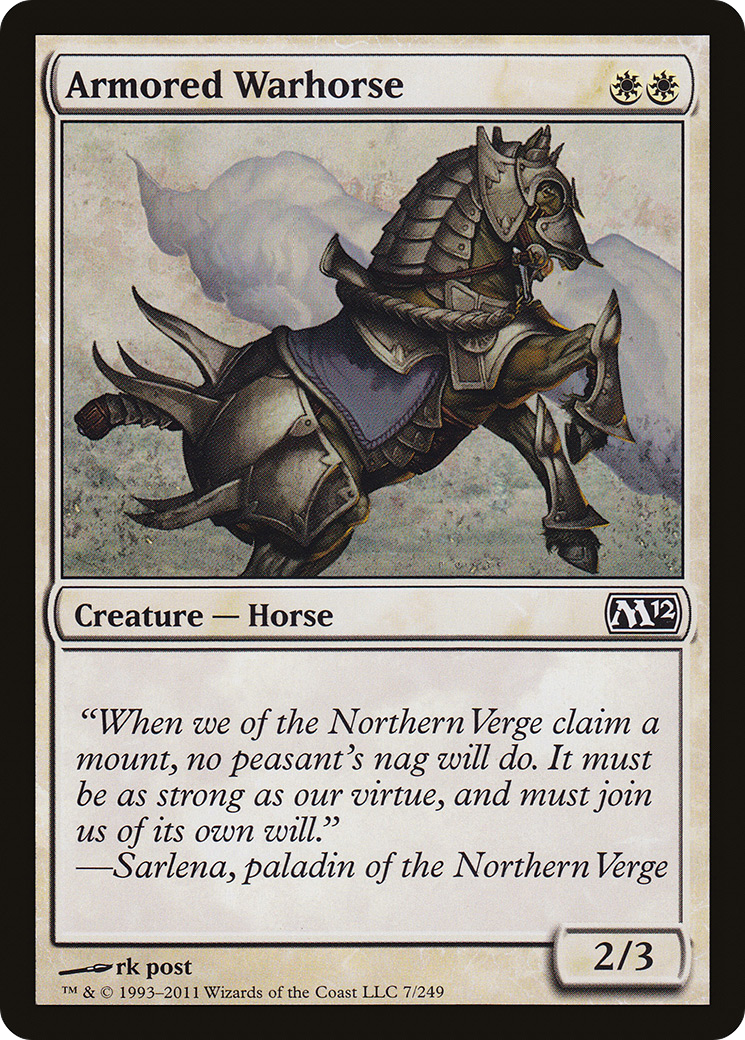 Armored Warhorse
Creature — Horse
M12
“When we of the Northern Verge claim a
mount, no peasant’s nag will do. It must
be as strong as our virtue, and must join
us of its own will.”
—Sarlena, paladin of the Northern Verge
2/3
rk post
™ & © 1993–2011 Wizards of the Coast LLC 7/249